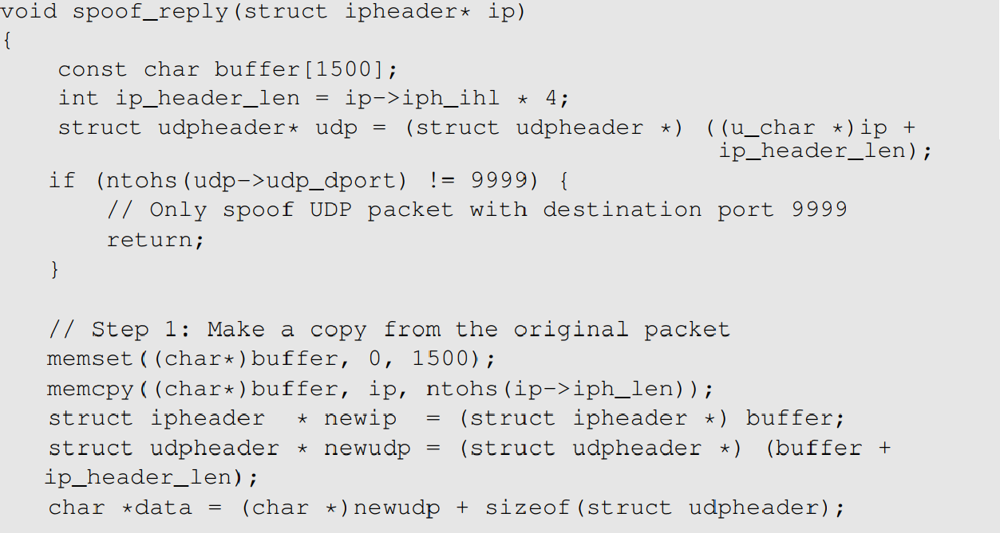 void spoof_reply(struct ipheader* ip)
{
    const char buffer[1500];
    int ip_header_len = ip->iph_ihl * 4;
    struct udpheader* udp = (struct udpheader *) ((u_char *)ip +
                                                  ip_header_len);
    if (ntohs(udp->udp_dport) != 9999) {
        // Only spoof UDP packet with destination port 9999
        return;
    }

    // Step 1: Make a copy from the original packet
    memset((char*)buffer, 0, 1500);
    memcpy((char*)buffer, ip, ntohs(ip->iph_len));
    struct ipheader  * newip  = (struct ipheader *) buffer;
    struct udpheader * newudp = (struct udpheader *) (buffer +
    ip_header_len);
    char *data = (char *)newudp + sizeof(struct udpheader);